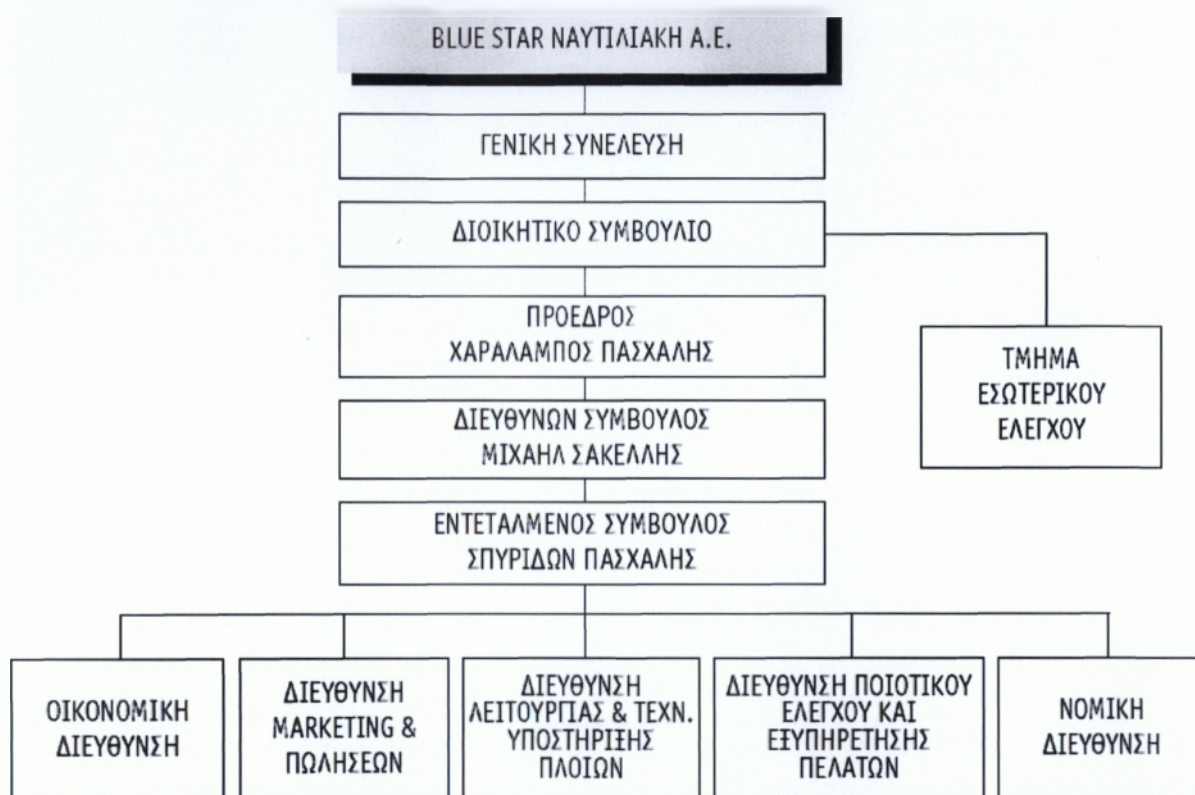 BLUE STAR ΝΑΥΤΙΛΙΑΚΗ Α.Ε.
ΓΕΝΙΚΗ ΣΥΝΕΛΕΥΣΗ
ΔΙΟΙΚΗΤΙΚΟ ΣΥΜΒΟΥΛΙΟ
ΠΡΟΕΔΡΟΣ
ΧΑΡΑΛΑΜΠΟΣ ΠΑΣΧΑΛΗΣ
ΤΜΗΜΑ
ΕΣΩΤΕΡΙΚΟΥ
ΕΛΕΓΧΟΥ
ΔΙΕΥΘΥΝΩΝ ΣΥΜΒΟΥΛΟΣ
ΜΙΧΑΗΛ ΣΑΚΕΛΛΗΣ
ΕΝΤΕΤΑΛΜΕΝΟΣ ΣΥΜΒΟΥΛΟΣ
ΣΠΥΡΙΔΩΝ ΠΑΣΧΑΛΗΣ
ΟΙΚΟΝΟΜΙΚΗ
ΔΙΕΥΘΥΝΣΗ
ΔΙΕΥΘΥΝΣΗ
MARKETING &
ΠΩΛΗΣΕΩΝ
ΔΙΕΥΘΥΝΣΗ
ΛΕΙΤΟΥΡΓΙΑΣ & ΤΕΧΝ.
ΥΠΟΣΤΗΡΙΞΗΣ
ΠΛΟΙΩΝ
ΔΙΕΥΘΥΝΣΗ ΠΟΙΟΤΙΚΟΥ
ΕΛΕΓΧΟΥ ΚΑΙ
ΕΞΥΠΗΡΕΤΗΣΗΣ
ΠΕΛΑΤΩΝ
ΝΟΜΙΚΗ
ΔΙΕΥΘΥΝΣΗ